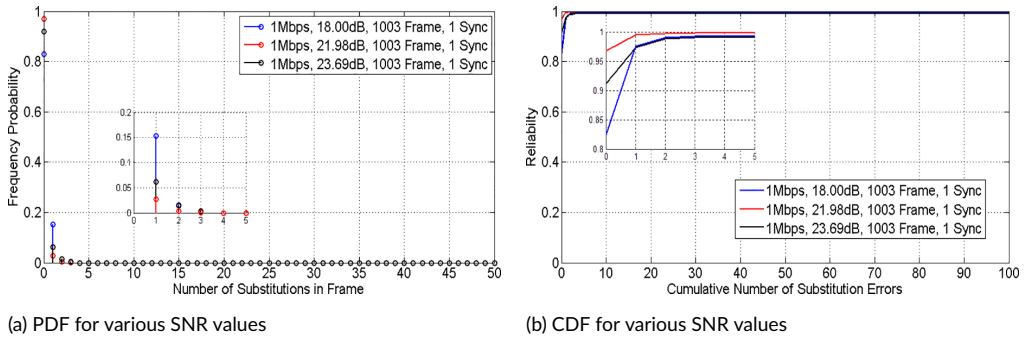 1Mbps, 18.00dB, 1003 Frame, 1 Sync
1Mbps, 21.98dB, 1003 Frame, 1 Sync
1Mbps, 23.69dB, 1003 Frame, 1 Sync
Frequency Probability
1
0.8
0.6
0.4
0.2
0
0.2
0.15
0.1
0.05
0
0 1 2 3 4 5
0 5 10 15 20 25 30 35 40 45 50
Number of Substitutions in Frame
(a) PDF for various SNR values
Reliabilty
1
0.8
0.6
0.4
0.2
0
1
0.95
0.9
0.85
0.8
0 1 2 3 4 5
1Mbps, 18.00dB, 1003 Frame, 1 Sync
1Mbps, 21.98dB, 1003 Frame, 1 Sync
1Mbps, 23.69dB, 1003 Frame, 1 Sync
0 10 20 30 40 50 60 70 80 90 100
Cumulative Number of Substitution Errors
(b) CDF for various SNR values